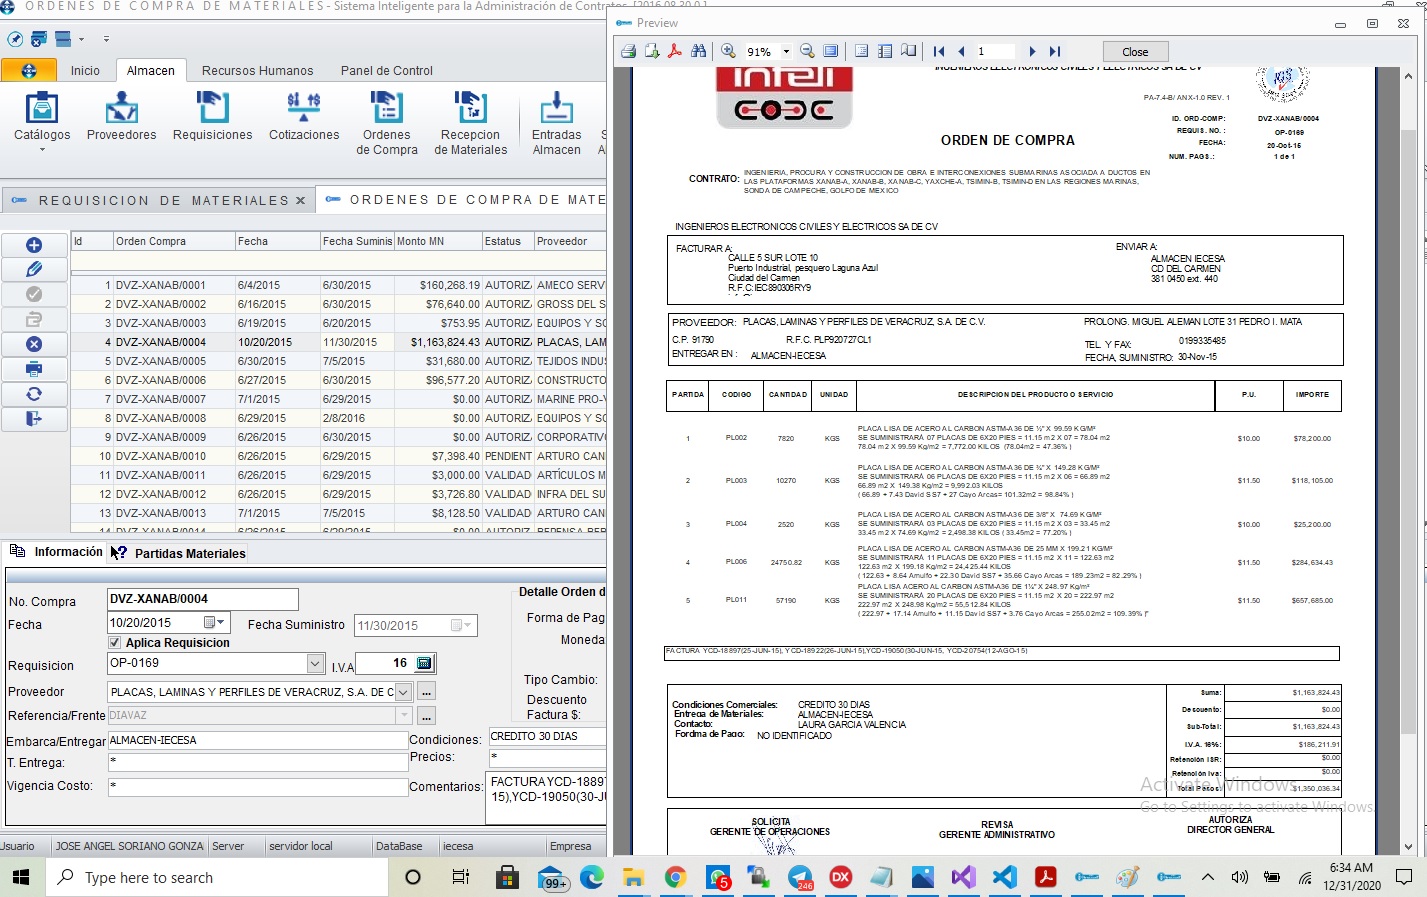 ORDENES DE COMPRA DE MATERIALES - Sistema Inteligente para la Administración de Contratos [2016.08.30.0.]
Inicio Almacen Recursos Humanos Panel de Control
Catálogos Proveedores Requisiciones Cotizaciones Ordenes de Compra Recepcion de Materiales Entradas Almacen
REQUISICION DE MATERIALES
ORDENES DE COMPRA DE MATE
Id Orden Compra Fecha Fecha Suminis Monto MN Estatus Proveedor
1 DVZ-XANAB/0001 6/4/2015 6/30/2015 $160,268.19 AUTORIZ AMECO SERV
2 DVZ-XANAB/0002 6/16/2015 6/30/2015 $76,640.00 AUTORIZ GROSS DEL S
3 DVZ-XANAB/0003 6/19/2015 6/20/2015 $753.95 AUTORIZ EQUIPOS Y SO
4 DVZ-XANAB/0004 10/20/2015 11/30/2015 $1,163,824.43 AUTORIZ PLACAS, LAM
5 DVZ-XANAB/0005 6/30/2015 7/5/2015 $31,680.00 AUTORIZ TEJIDOS INDU
6 DVZ-XANAB/0006 6/27/2015 6/30/2015 $96,577.20 AUTORIZ CONSTRUCTO
7 DVZ-XANAB/0007 7/1/2015 6/29/2015 $0.00 AUTORIZ MARINE PRO-
8 DVZ-XANAB/0008 6/29/2015 2/8/2016 $0.00 AUTORIZ EQUIPOS Y SO
9 DVZ-XANAB/0009 6/26/2015 6/30/2015 $0.00 AUTORIZ CORPORATIV
10 DVZ-XANAB/0010 6/26/2015 6/29/2015 $7,398.40 PENDIENT ARTURO CAN
11 DVZ-XANAB/0011 6/26/2015 6/29/2015 $3,000.00 VALIDAD ARTÍCULOS M
12 DVZ-XANAB/0012 6/26/2015 6/29/2015 $3,726.80 VALIDAD INFRA DEL SU
13 DVZ-XANAB/0013 7/1/2015 7/5/2015 $8,128.50 VALIDAD ARTURO CAN
14 DVZ-XANAB/0014 6/26/2015 6/29/2015 $0.00 AUTORIZ
Información Partidas Materiales
No. Compra DVZ-XANAB/0004
Detalle Orden d
Fecha 10/20/2015 Fecha Suministro 11/30/2015
Forma de Pag
Aplica Requisicion
Moneda
Requisicion OP-0169 I.V.A 16
Tipo Cambio:
Proveedor PLACAS, LAMINAS Y PERFILES DE VERACRUZ, S.A. DE C ...
Descuento
Referencia/Frente DIAVAZ ...
Factura $:
Embarca/Entregar ALMACEN-IECESA
Condiciones: CREDITO 30 DIAS
T. Entrega: *
Precios: *
Vigencia Costo: *
Comentarios: FACTURA YCD-18897
15),YCD-19050(30-JU
Usuario JOSE ANGEL SORIANO GONZA Server servidor local DataBase iecesa Empresa
Preview
91% 1 Close
infal
CODE
INGENIEROS ELECTRONICOS CIVILES Y ELECTRICOS SA DE CV
PA-7.4-B/ ANX-1.0 REV. 1
ORDEN DE COMPRA
ID. ORD-COMP: DVZ-XANAB/0004
REQUIS. NO. : OP-0169
FECHA: 20-Oct-15
NUM. PAGS.: 1 de 1
CONTRATO: INGENIERIA, PROCURA Y CONSTRUCCION DE OBRA E INTERCONEXIONES SUBMARINAS ASOCIADA A DUCTOS EN
LAS PLATAFORMAS XANAB-A, XANAB-B, XANAB-C, YAXCHE-A, TSIMIN-B, TSIMIN-D EN LAS REGIONES MARINAS,
SONDA DE CAMPECHE, GOLFO DE MEXICO
INGENIEROS ELECTRONICOS CIVILES Y ELECTRICOS SA DE CV
FACTURAR A:
CALLE 5 SUR LOTE 10
Puerto Industrial, pesquero Laguna Azul
Ciudad del Carmen
R.F.C:IEC890306RY9
ENVIAR A:
ALMACEN IECESA
CD DEL CARMEN
381 0450 ext. 440
PROVEEDOR: PLACAS, LAMINAS Y PERFILES DE VERACRUZ, S.A. DE C.V.
PROLONG. MIGUEL ALEMAN LOTE 31 PEDRO I. MATA
C.P. 91790 R.F.C. PLP920727CL1
TEL. Y FAX: 0199335485
ENTREGAR EN : ALMACEN-IECESA
FECHA, SUMINISTRO: 30-Nov-15
PARTIDA CODIGO CANTIDAD UNIDAD DESCRIPCION DEL PRODUCTO O SERVICIO P.U. IMPORTE
1 PL002 7820 KGS
PLACA LISA DE ACERO AL CARBON ASTM-A36 DE ½" X 99.59 KG/M²
SE SUMINISTRARÁ 07 PLACAS DE 6X20 PIES = 11.15 m2 X 07 = 78.04 m2
78.04 m2 X 99.59 KG/m2 = 7,772.00 KILOS (78.04m2 = 47.36% )
$10.00 $78,200.00
2 PL003 10270 KGS
PLACA LISA DE ACERO AL CARBON ASTM-A36 DE ¾" X 149.28 KG/M²
SE SUMINISTRARÁ 06 PLACAS DE 6X20 PIES = 11.15 m2 X 06 = 66.89 m2
66.89 m2 X 149.38 Kg/m2 = 9,992.03 KILOS
( 66.89 + 7.43 David SS7 + 27 Cayo Arcas= 101.32m2 = 98.84% )
$11.50 $118,105.00
3 PL004 2520 KGS
PLACA LISA DE ACERO AL CARBON ASTM-A36 DE 3/8" X 74.69 KG/M²
SE SUMINISTRARÁ 03 PLACAS DE 6X20 PIES = 11.15 m2 X 03 = 33.45 m2
33.45 m2 X 74.69 Kg/m2 = 2,498.38 KILOS ( 33.45m2 = 77.20% )
$10.00 $25,200.00
4 PL006 24750.82 KGS
PLACA LISA DE ACERO AL CARBON ASTM-A36 DE 25 MM X 199.21 KG/M²
SE SUMINISTRARÁ 11 PLACAS DE 6X20 PIES = 11.15 m2 X 11 = 122.63 m2
122.63 m2 X 199.18 Kg/m2 = 24,425.44 KILOS
( 122.63 + 8.64 Arnulfo + 22.30 David SS7 + 35.66 Cayo Arcas = 189.23m2 = 82.29% )
$11.50 $284,634.43
5 PL011 57190 KGS
PLACA LISA ACERO AL CARBON ASTM-A36 DE 1¼" X 248.97 KG/m²
SE SUMINISTRARÁ 20 PLACAS DE 6X20 PIES = 11.15 m2 X 20 = 222.97 m2
222.97 m2 X 248.98 Kg/m2 = 55,512.84 KILOS
( 222.97 + 17.14 Arnulfo + 11.15 David SS7 + 3.76 Cayo Arcas = 255.02m2 = 109.39% )"
$11.50 $657,685.00
FACTURA YCD-18897(25-JUN-15), YCD-18922(26-JUN-15),YCD-19050(30-JUN-15, YCD-20754(12-AGO-15)
Condiciones Comerciales: CREDITO 30 DIAS
Entrega de Materiales: ALMACEN-IECESA
Contacto: LAURA GARCIA VALENCIA
Fordma de Pago: NO IDENTIFICADO
Suma: $1,163,824.43
Descuento: $0.00
Sub-Total: $1,163,824.43
I.V.A. 16%: $186,211.91
Retención ISR: $0.00
Retención Iva: $0.00
Total Pesos: $1,350,036.34
Activate Windows
Go to Settings to activate Windows.
SOLICITA
GERENTE DE OPERACIONES
REVISA
GERENTE ADMINISTRATIVO
AUTORIZA
DIRECTOR GENERAL
Type here to search
99+ 5 246 DX
6:34 AM
12/31/2020